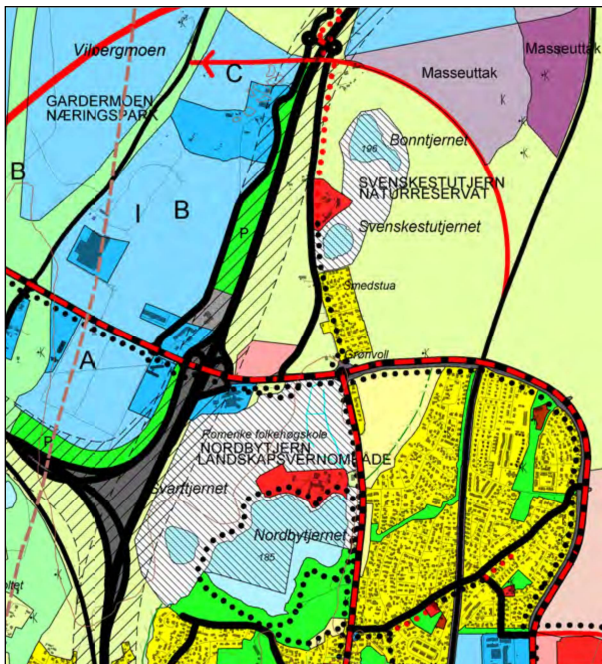 Vilbergmoen
C
Masseuttak
Masseuttak
GARDERMOEN
NÆRINGSPARK
Bonntjernet
196
B
I
B
SVENSKESTUTJERN
NATURRESERVAT
P
Svenskestutjernet
Smedstua
Grønvoll
A
Romerike folkehøgskole
P
NORDBYTJERN
LANDSKAPSVERNOMRÅDE
Svarttjernet
Nordbytjernet
185
oltet